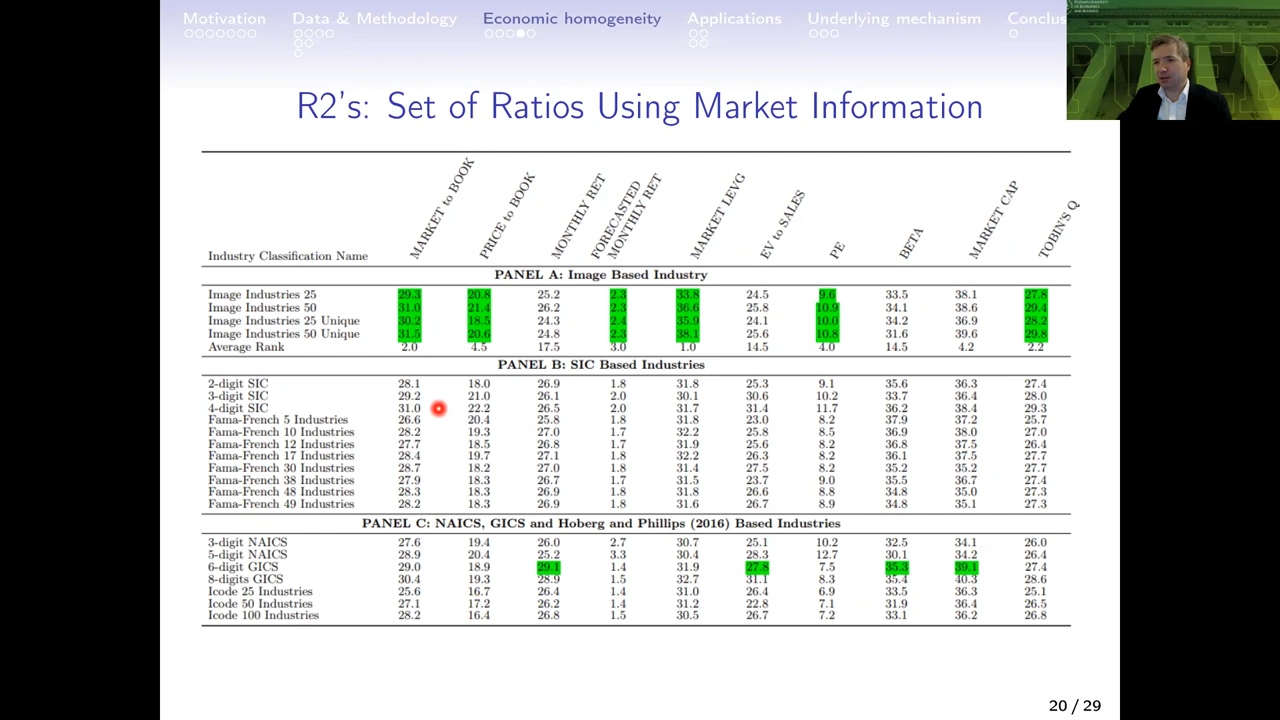 Motivation Data & Methodology Economic homogeneity Applications Underlying mechanism Conclus
R2's: Set of Ratios Using Market Information
Industry Classification Name MARKET to BOOK PRICE to BOOK MONTHLY RET FORECASTED MONTHLY RET MARKET LEVG EV to SALES PE BETA MARKET CAP TOBIN'S Q
PANEL A: Image Based Industry
Image Industries 25 29.3 20.8 25.2 2.3 33.8 24.5 9.6 33.5 38.1 27.8
Image Industries 50 31.0 21.4 26.2 2.3 36.6 25.8 10.9 34.1 38.6 29.4
Image Industries 25 Unique 30.2 18.5 24.3 2.4 35.9 24.1 10.0 34.2 36.9 28.2
Image Industries 50 Unique 31.5 20.6 24.8 2.3 38.1 25.6 10.8 31.6 39.6 29.8
Average Rank 2.0 4.5 17.5 3.0 1.0 14.5 4.0 14.5 4.2 2.2
PANEL B: SIC Based Industries
2-digit SIC 28.1 18.0 26.9 1.8 31.8 25.3 9.1 35.6 36.3 27.4
3-digit SIC 29.2 21.0 26.1 2.0 30.1 30.6 10.2 33.7 36.4 28.0
4-digit SIC 31.0 22.2 26.5 2.0 31.7 31.4 11.7 36.2 38.4 29.3
Fama-French 5 Industries 26.6 20.4 25.8 1.8 31.8 23.0 8.2 37.9 37.2 25.7
Fama-French 10 Industries 28.2 19.3 27.0 1.7 32.2 25.8 8.5 36.9 38.0 27.0
Fama-French 12 Industries 27.7 18.5 26.8 1.7 31.9 25.6 8.2 36.8 37.5 26.4
Fama-French 17 Industries 28.4 19.7 27.1 1.8 32.2 26.3 8.2 36.1 37.5 27.7
Fama-French 30 Industries 28.7 18.2 27.0 1.8 31.4 27.5 8.2 35.2 35.2 27.7
Fama-French 38 Industries 27.9 18.3 26.7 1.7 31.5 23.7 9.0 35.5 36.7 27.4
Fama-French 48 Industries 28.3 18.3 26.9 1.8 31.8 26.6 8.8 34.8 35.0 27.3
Fama-French 49 Industries 28.2 18.3 26.9 1.8 31.6 26.7 8.9 34.8 35.1 27.3
PANEL C: NAICS, GICS and Hoberg and Phillips (2016) Based Industries
3-digit NAICS 27.6 19.4 26.0 2.7 30.7 25.1 10.2 32.5 34.1 26.0
5-digit NAICS 28.9 20.4 25.2 3.3 30.4 28.3 12.7 30.1 34.2 26.4
6-digit GICS 29.0 18.9 29.1 1.4 31.9 27.8 7.5 35.3 39.1 27.4
8-digits GICS 30.4 19.3 28.9 1.5 32.7 31.1 8.3 35.4 40.3 28.6
Icode 25 Industries 25.6 16.7 26.4 1.4 31.0 26.4 6.9 33.5 36.3 25.1
Icode 50 Industries 27.1 17.2 26.2 1.4 31.2 22.8 7.1 31.9 36.4 26.5
Icode 100 Industries 28.2 16.4 26.8 1.5 30.5 26.7 7.2 33.1 36.2 26.8
20 / 29